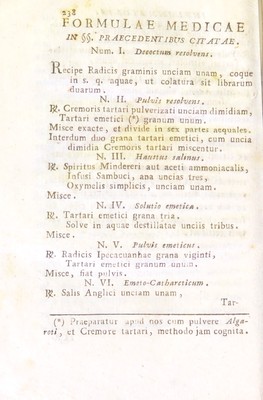 238
FORMULAE MEDICAE
IN §§. PRAECEDENTIBUS CITATAE.
Num. I. Decoctum resolvens.
Recipe Radicis graminis unciam unam, coque
in s. q. aquae, ut colatura sit librarum
duarum.
N. II. Pulvis resolvens.
℞. Cremoris tartari pulverizati unciam dimidiam,
Tartari emetici (*) granum unum.
Misce exacte, et divide in sex partes aequales.
Interdum duo grana tartari emetici, cum uncia
dimidia Cremoris tartari miscentur.
N. III. Haustus salinus.
℞. Spiritus Mindereri aut aceti ammoniacalis,
Infusi Sambuci, ana uncias tres,
Oxymelis simplicis, unciam unam.
Misce.
N. IV. Solutio emetica.
℞. Tartari emetici grana tria.
Solve in aquae destillatae unciis tribus.
Misce.
N. V. Pulvis emeticus.
℞. Radicis Ipecacuanhae grana viginti,
Tartari emetici granum unum.
Misce, fiat pulvis.
N. VI. Emeto-Catharcticum.
℞. Salis Anglici unciam unam,
Tar-
(*) Praeparatur apud nos cum pulvere Alga-
roti, et Cremore tartari, methodo jam cognita.